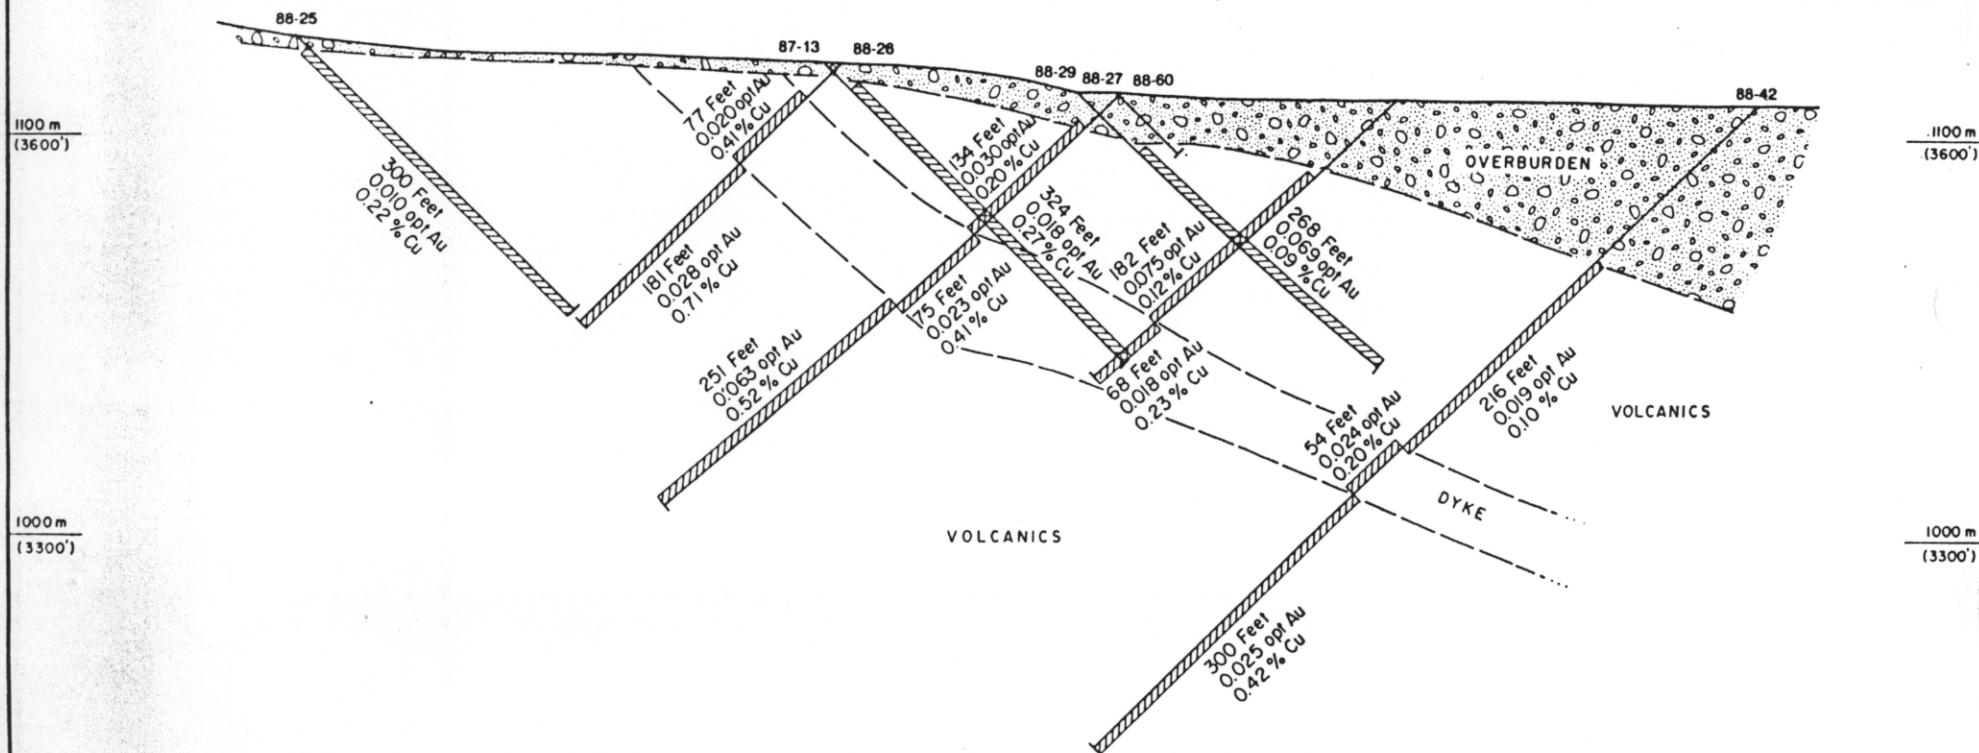 88-25
87-13
88-26
88-29
88-27
88-60
88-42
1100 m
(3600')
1100 m
(3600')
OVERBURDEN
77 Feet
0.020 opt Au
0.41 % Cu
300 Feet
0.010 opt Au
0.22 % Cu
134 Feet
0.030 opt Au
0.20 % Cu
324 Feet
0.018 opt Au
0.27 % Cu
182 Feet
0.075 opt Au
0.12 % Cu
268 Feet
0.069 opt Au
0.09 % Cu
181 Feet
0.028 opt Au
0.71 % Cu
175 Feet
0.023 opt Au
0.41 % Cu
251 Feet
0.063 opt Au
0.52 % Cu
68 Feet
0.018 opt Au
0.23 % Cu
216 Feet
0.019 opt Au
0.10 % Cu
54 Feet
0.024 opt Au
0.20 % Cu
VOLCANICS
DYKE
VOLCANICS
1000 m
(3300')
1000 m
(3300')
300 Feet
0.025 opt Au
0.42 % Cu